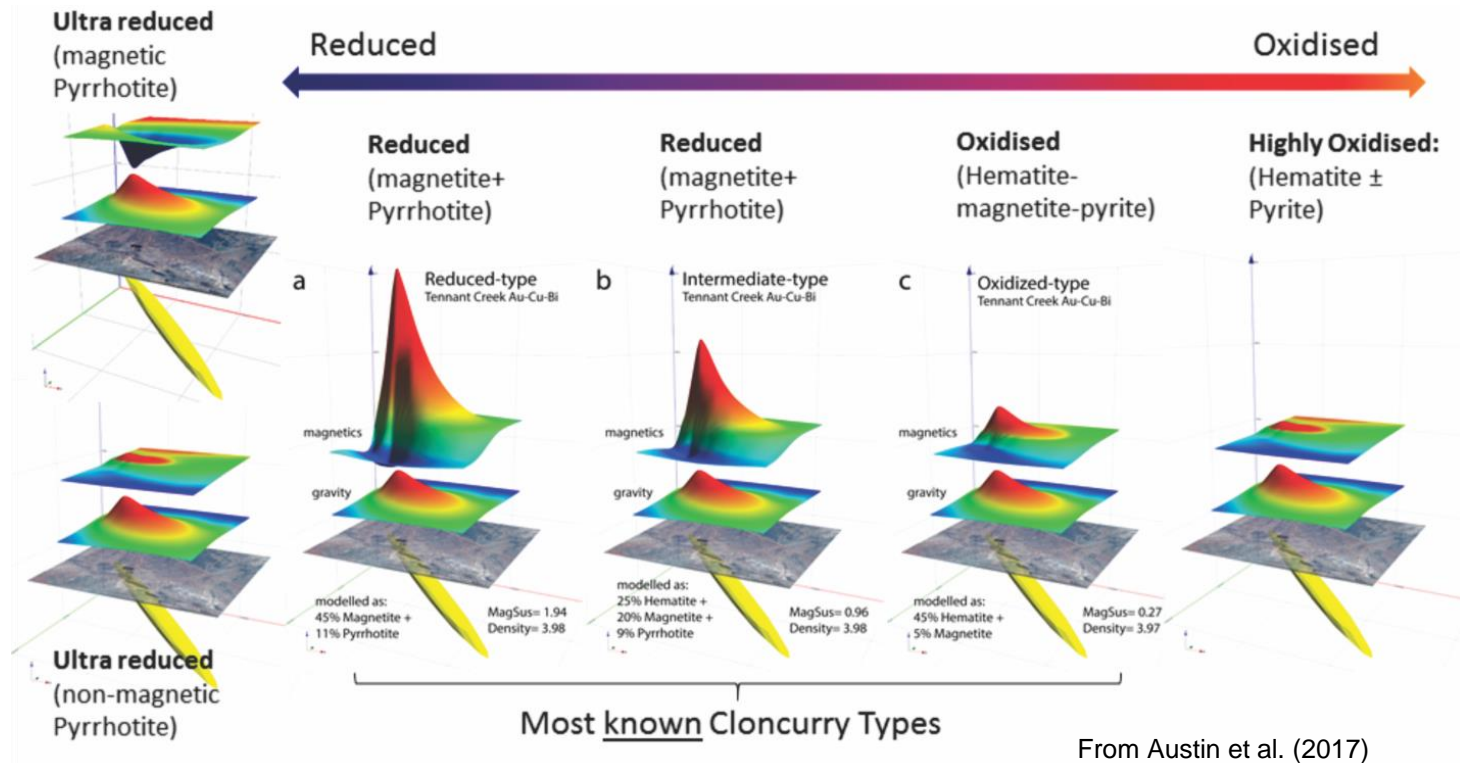 Ultra reduced
(magnetic
Pyrrhotite)
Reduced
Oxidised
Reduced
(magnetite+
Pyrrhotite)
Reduced
(magnetite+
Pyrrhotite)
Oxidised
(Hematite-
magnetite-pyrite)
Highly Oxidised:
(Hematite ±
Pyrite)
a
Reduced-type
Tennant Creek Au-Cu-Bi
magnetics
gravity
modelled as:
45% Magnetite +
11% Pyrrhotite
MagSus= 1.94
Density= 3.98
b
Intermediate-type
Tennant Creek Au-Cu-Bi
magnetics
gravity
modelled as:
25% Hematite +
20% Magnetite +
9% Pyrrhotite
MagSus= 0.96
Density= 3.98
c
Oxidized-type
Tennant Creek Au-Cu-Bi
magnetics
gravity
modelled as:
45% Hematite +
5% Magnetite
MagSus= 0.27
Density= 3.97
Ultra reduced
(non-magnetic
Pyrrhotite)
Most known Cloncurry Types
From Austin et al. (2017)